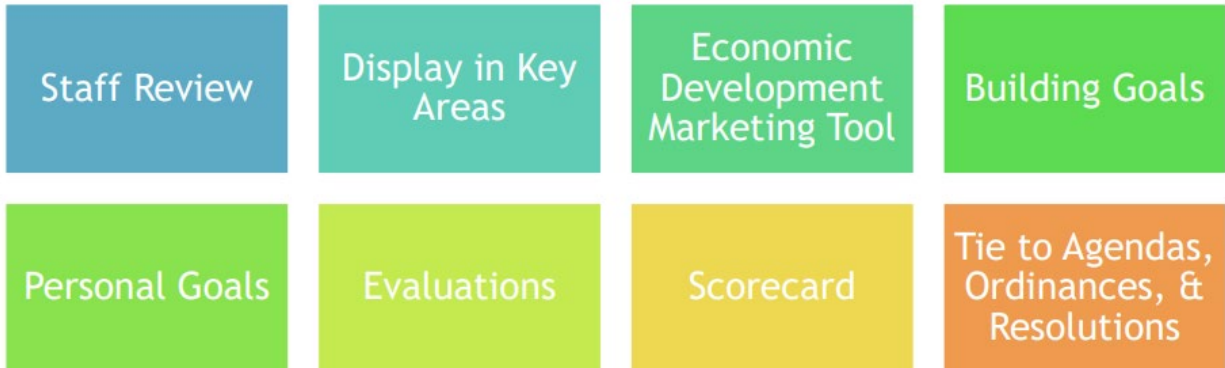 Staff Review
Display in Key
Areas
Economic
Development
Marketing Tool
Building Goals
Personal Goals
Evaluations
Scorecard
Tie to Agendas,
Ordinances, &
Resolutions